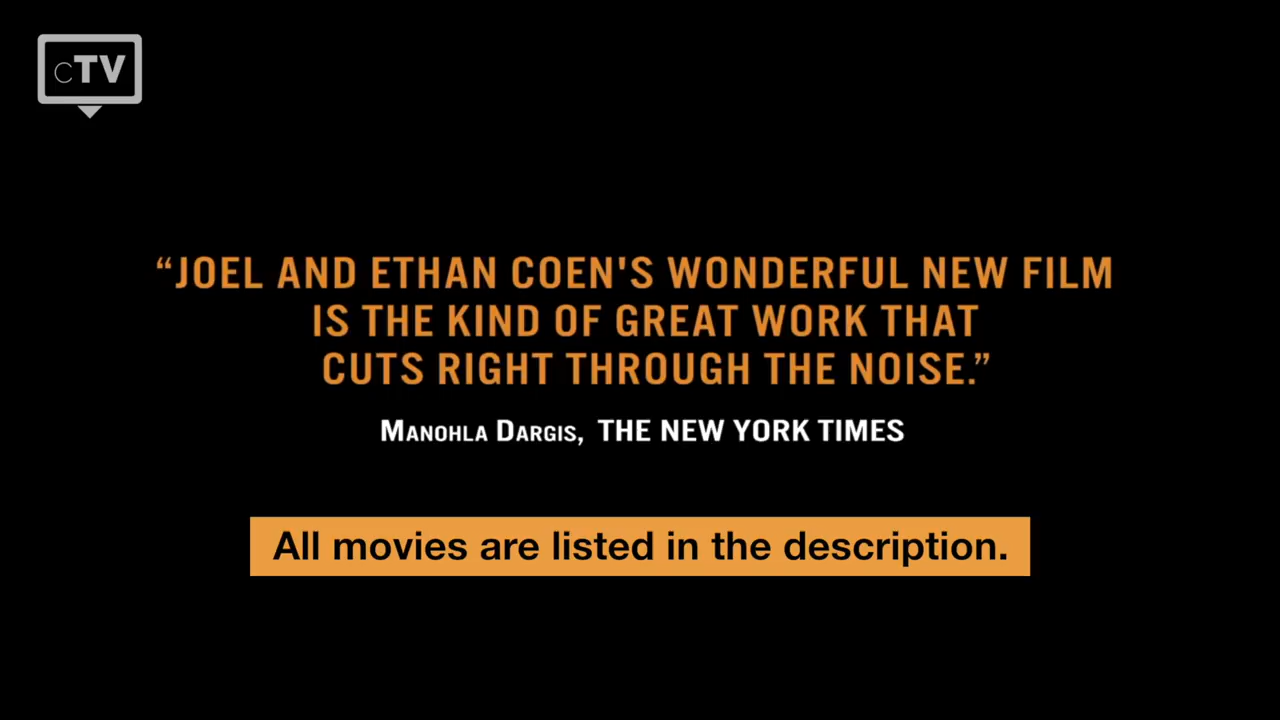 cTV
“JOEL AND ETHAN COEN'S WONDERFUL NEW FILM
IS THE KIND OF GREAT WORK THAT
CUTS RIGHT THROUGH THE NOISE.”
MANOHLA DARGIS, THE NEW YORK TIMES
All movies are listed in the description.